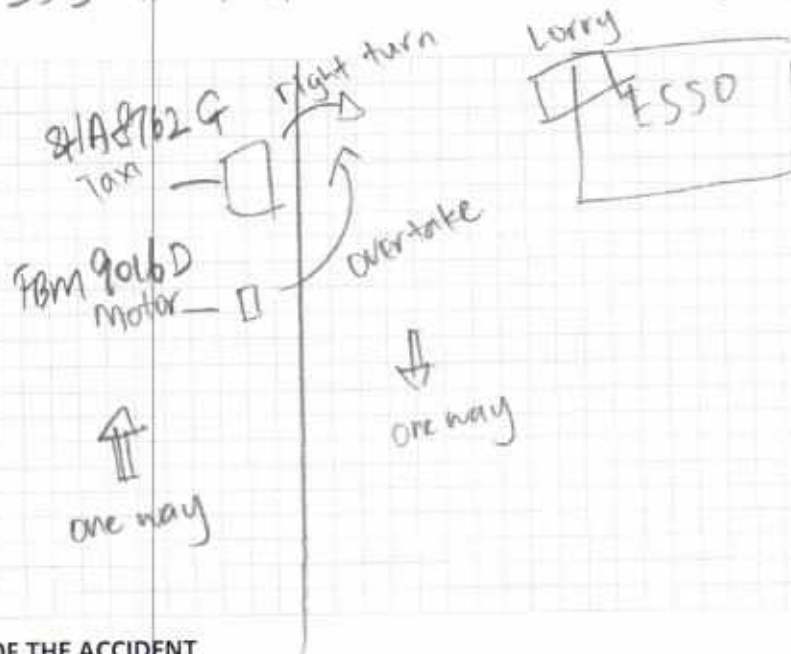 right turn
Lorry
SHA8762G
Taxi
ESSO
overtake
FBM9016D
Motor
one way
one way
OF THE ACCIDENT